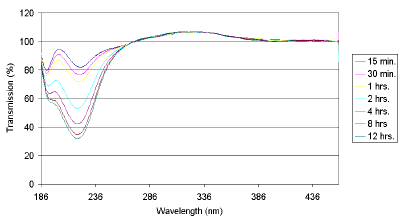 120
100
80
60
40
20
0
Transmission (%)
186
236
286
336
386
436
Wavelength (nm)
15 min.
30 min.
1 hrs.
2 hrs.
4 hrs.
8 hrs
12 hrs.